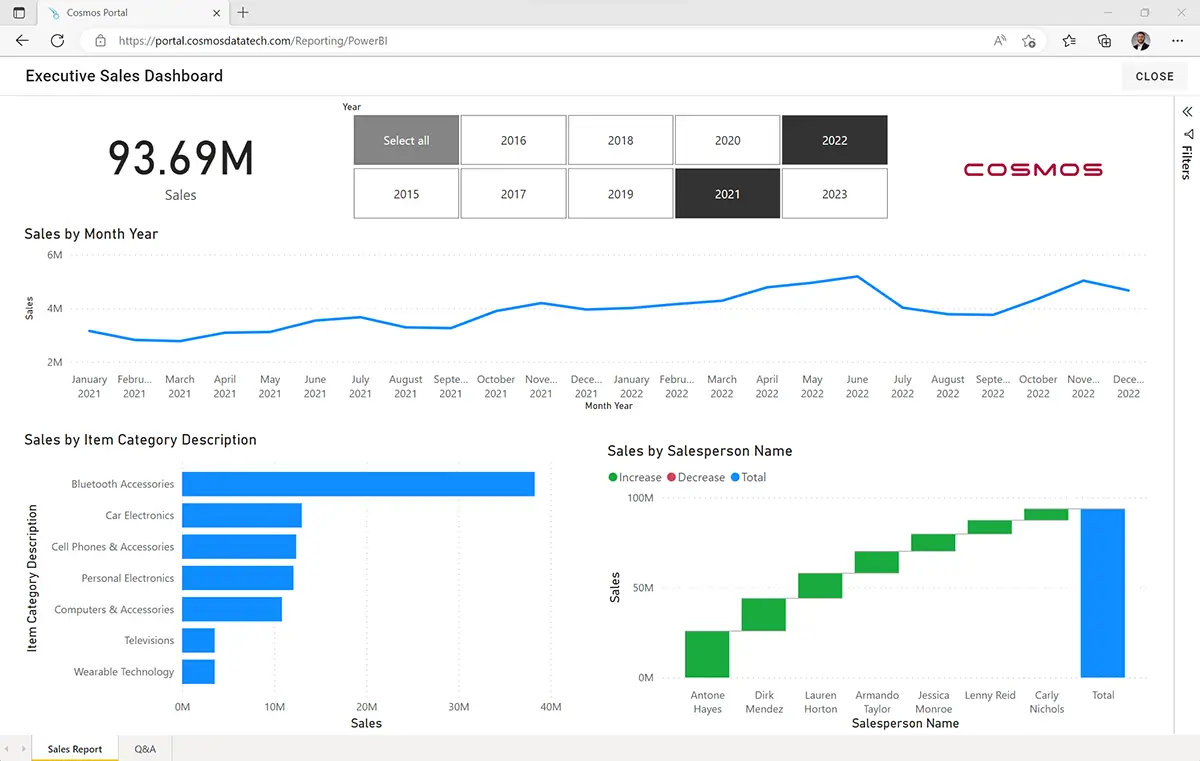 Cosmos Portal
https://portal.cosmosdatatech.com/Reporting/PowerBI
Executive Sales Dashboard
CLOSE
93.69M
Sales
Year
Select all
2016
2018
2020
2022
2015
2017
2019
2021
2023
COSMOS
Filters
Sales by Month Year
6M
4M
2M
Sales
January 2021
Febru... 2021
March 2021
April 2021
May 2021
June 2021
July 2021
August 2021
Septe... 2021
October 2021
Nove... 2021
Dece... 2021
January 2022
Febru... 2022
March 2022
April 2022
May 2022
June 2022
July 2022
August 2022
Septe... 2022
October 2022
Nove... 2022
Dece... 2022
Month Year
Sales by Item Category Description
Item Category Description
Bluetooth Accessories
Car Electronics
Cell Phones & Accessories
Personal Electronics
Computers & Accessories
Televisions
Wearable Technology
0M
10M
20M
30M
40M
Sales
Sales by Salesperson Name
Increase
Decrease
Total
100M
50M
0M
Sales
Antone Hayes
Dirk Mendez
Lauren Horton
Armando Taylor
Jessica Monroe
Lenny Reid
Carly Nichols
Total
Salesperson Name
Sales Report
Q&A